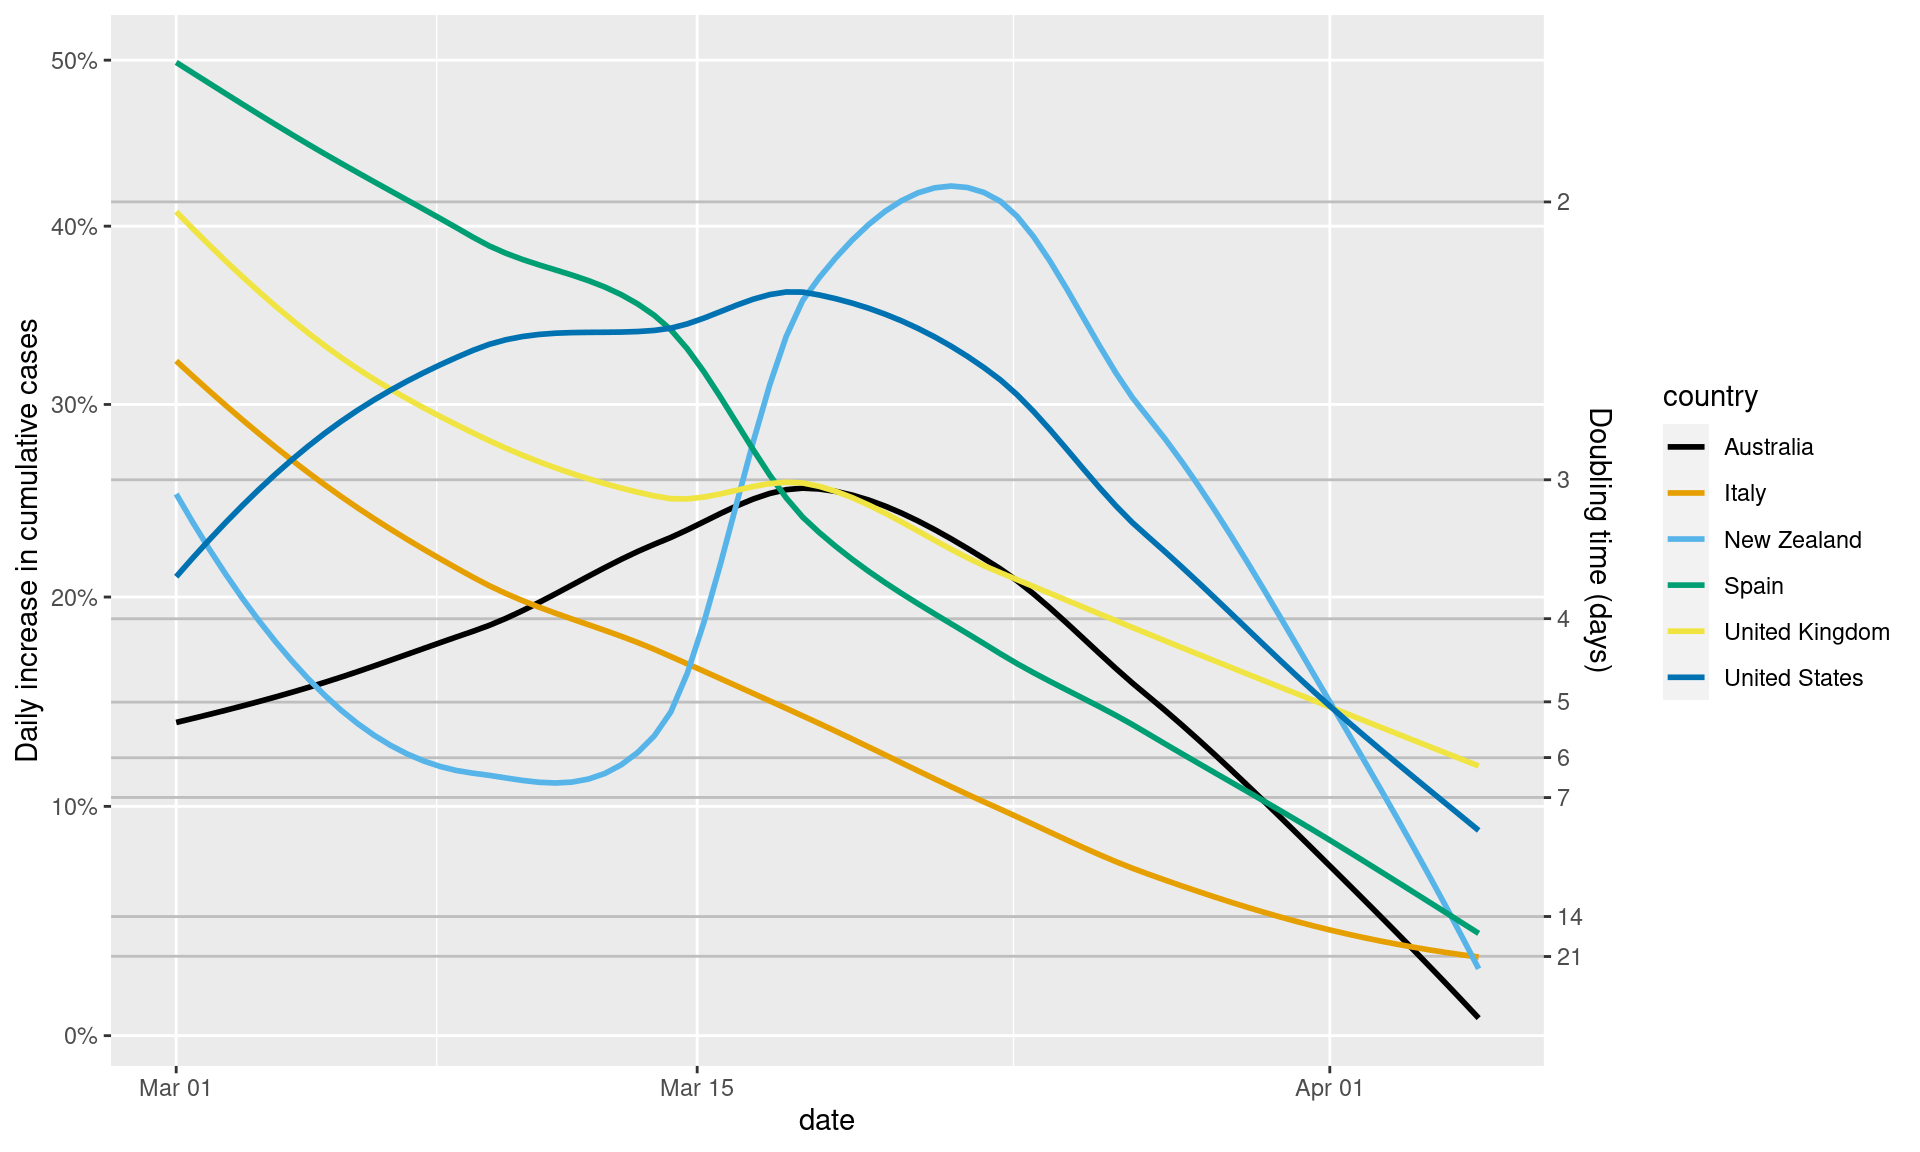 Daily increase in cumulative cases
50%
40%
30%
20%
10%
0%
Mar 01
Mar 15
Apr 01
date
2
3
4
5
6
7
14
21
Doubling time (days)
country
Australia
Italy
New Zealand
Spain
United Kingdom
United States